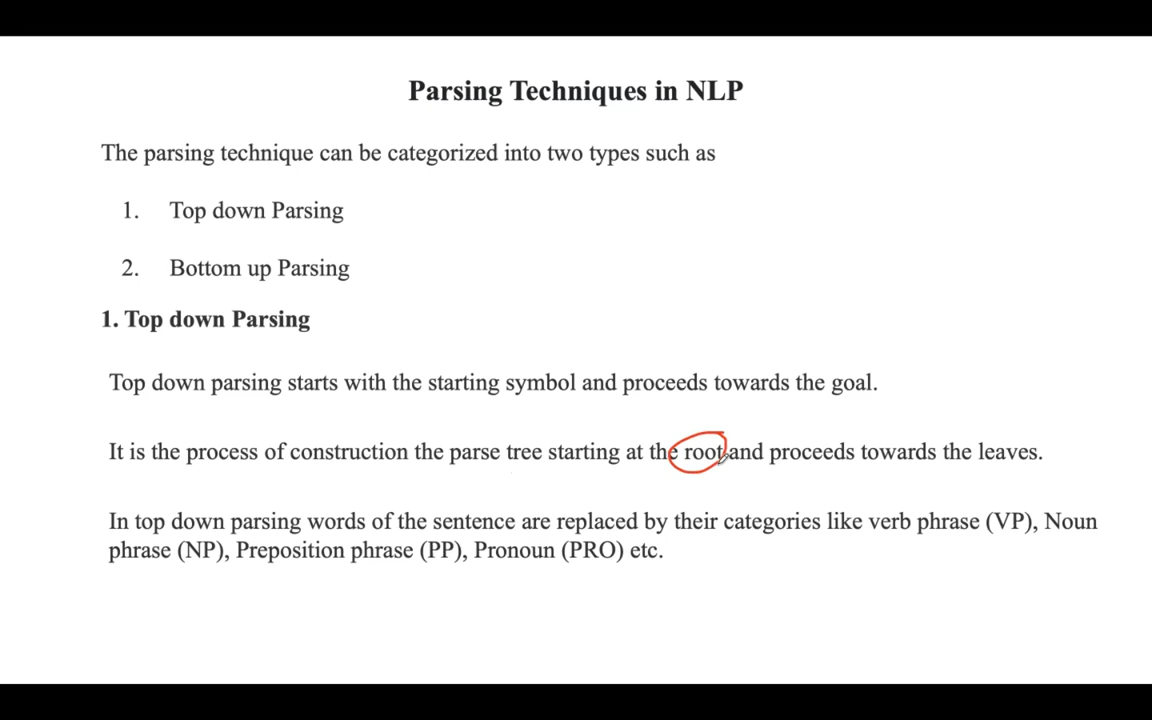 Parsing Techniques in NLP
The parsing technique can be categorized into two types such as
1. Top down Parsing
2. Bottom up Parsing
1. Top down Parsing
Top down parsing starts with the starting symbol and proceeds towards the goal.
It is the process of construction the parse tree starting at the root and proceeds towards the leaves.
In top down parsing words of the sentence are replaced by their categories like verb phrase (VP), Noun
phrase (NP), Preposition phrase (PP), Pronoun (PRO) etc.